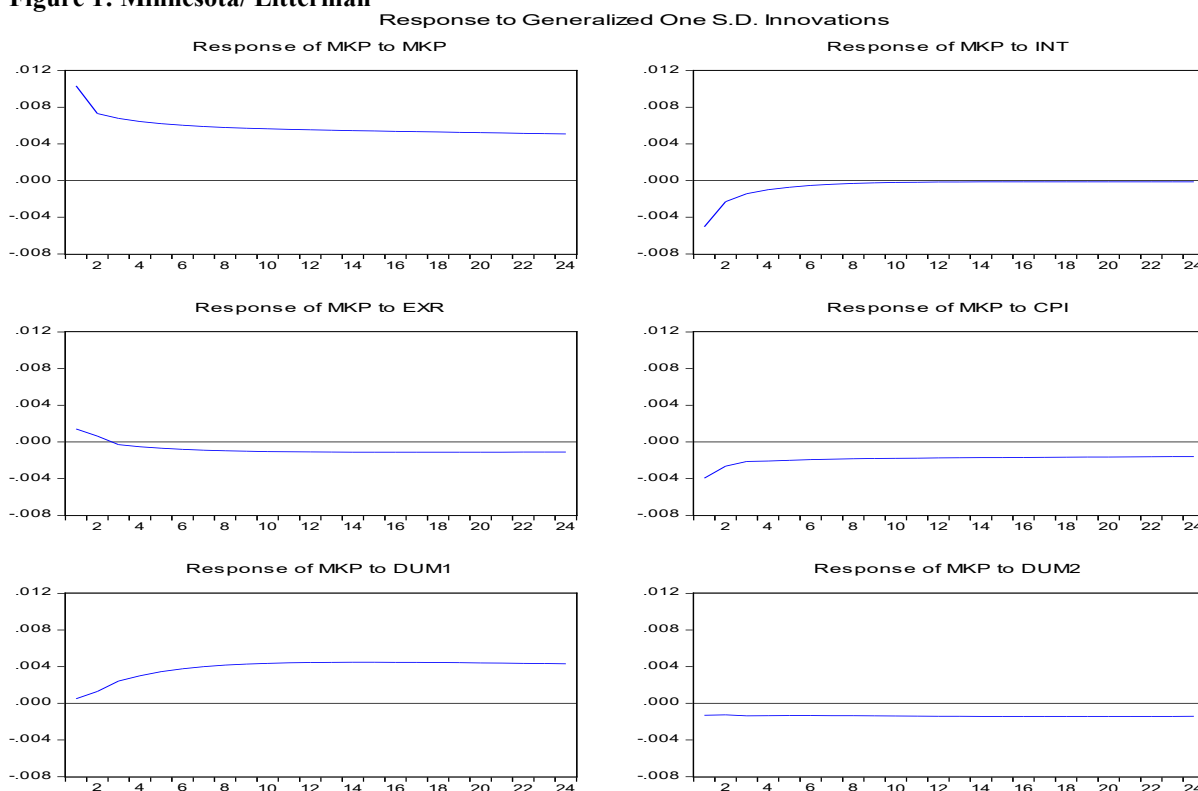 Figure 1: Minnesota/ Litterman
Response to Generalized One S.D. Innovations
Response of MKP to MKP
.012
.008
.004
.000
-.004
-.008
2 4 6 8 10 12 14 16 18 20 22 24
Response of MKP to INT
.012
.008
.004
.000
-.004
-.008
2 4 6 8 10 12 14 16 18 20 22 24
Response of MKP to EXR
.012
.008
.004
.000
-.004
-.008
2 4 6 8 10 12 14 16 18 20 22 24
Response of MKP to CPI
.012
.008
.004
.000
-.004
-.008
2 4 6 8 10 12 14 16 18 20 22 24
Response of MKP to DUM1
.012
.008
.004
.000
-.004
-.008
2 4 6 8 10 12 14 16 18 20 22 24
Response of MKP to DUM2
.012
.008
.004
.000
-.004
-.008
2 4 6 8 10 12 14 16 18 20 22 24